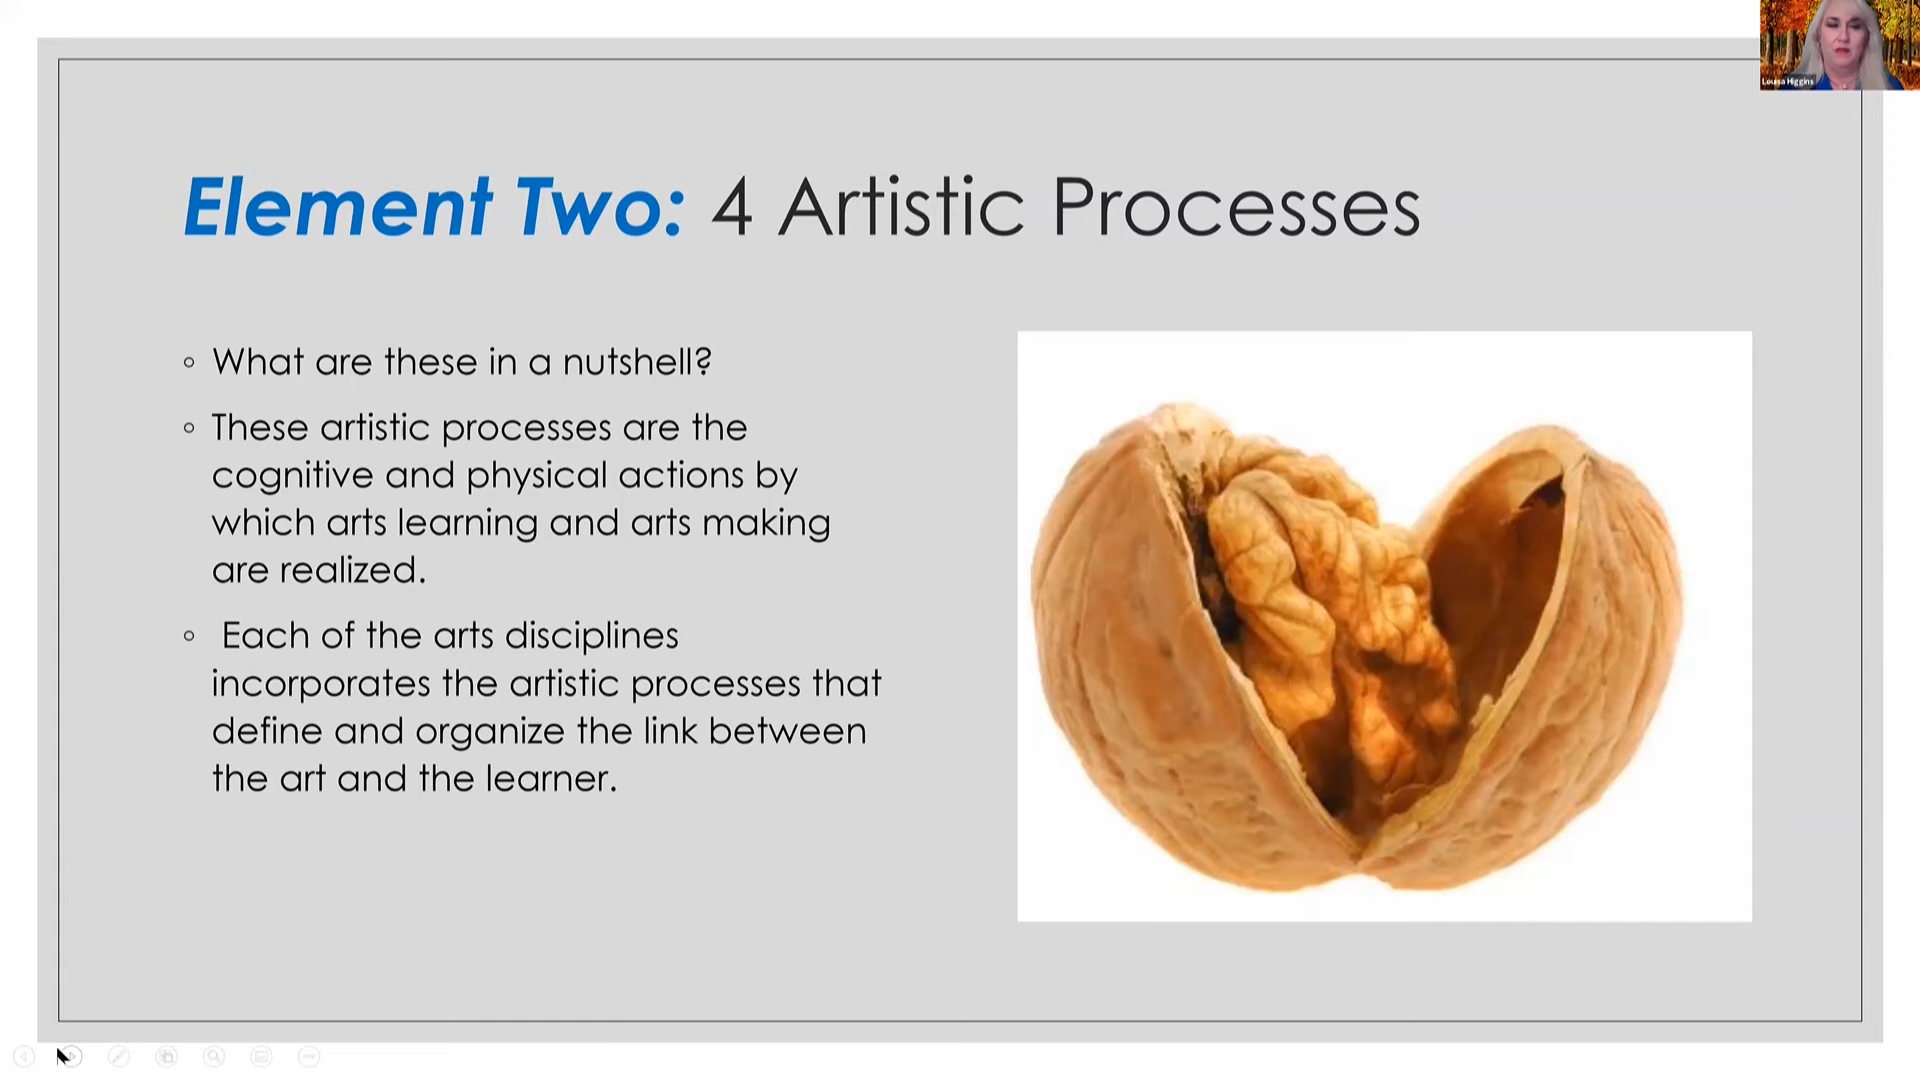 Louisa Higgins
Element Two: 4 Artistic Processes
◦ What are these in a nutshell?
◦ These artistic processes are the
cognitive and physical actions by
which arts learning and arts making
are realized.
◦ Each of the arts disciplines
incorporates the artistic processes that
define and organize the link between
the art and the learner.